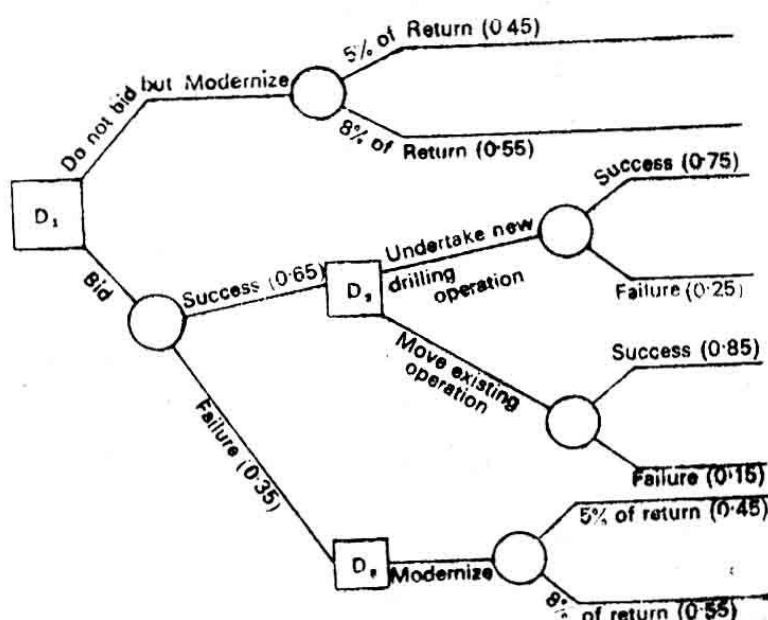 5% of Return (0·45)
Do not bid but Modernize
8% of Return (0·55)
Success (0·75)
D₁
Undertake new
drilling
operation
Bid
Success (0·65)
D₂
Failure (0·25)
Success (0·85)
Move existing
operation
Failure (0·35)
Failure (0·15)
5% of return (0·45)
Modernize
8% of return (0·55)